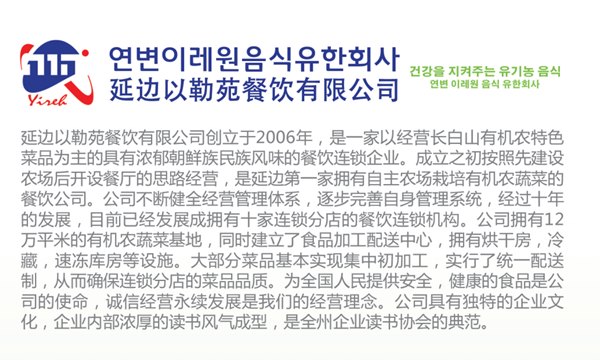 연변이레원음식유한회사
延边以勒苑餐饮有限公司
건강을 지켜주는 유기농 음식
연변 이레원 음식 유한회사
Yireh
延边以勒苑餐饮有限公司创立于2006年，是一家以经营长白山有机农特色
菜品为主的具有浓郁朝鲜族民族风味的餐饮连锁企业。成立之初按照先建设
农场后开设餐厅的思路经营，是延边第一家拥有自主农场栽培有机农蔬菜的
餐饮公司。公司不断健全经营管理体系，逐步完善自身管理系统，经过十年
的发展，目前已经发展成拥有十家连锁分店的餐饮连锁机构。公司拥有12
万平米的有机农蔬菜基地，同时建立了食品加工配送中心，拥有烘干房，冷
藏，速冻库房等设施。大部分菜品基本实现集中初加工，实行了统一配送
制，从而确保连锁分店的菜品品质。为全国人民提供安全，健康的食品是公
司的使命，诚信经营永续发展是我们的经营理念。公司具有独特的企业文
化，企业内部浓厚的读书风气成型，是全州企业读书协会的典范。